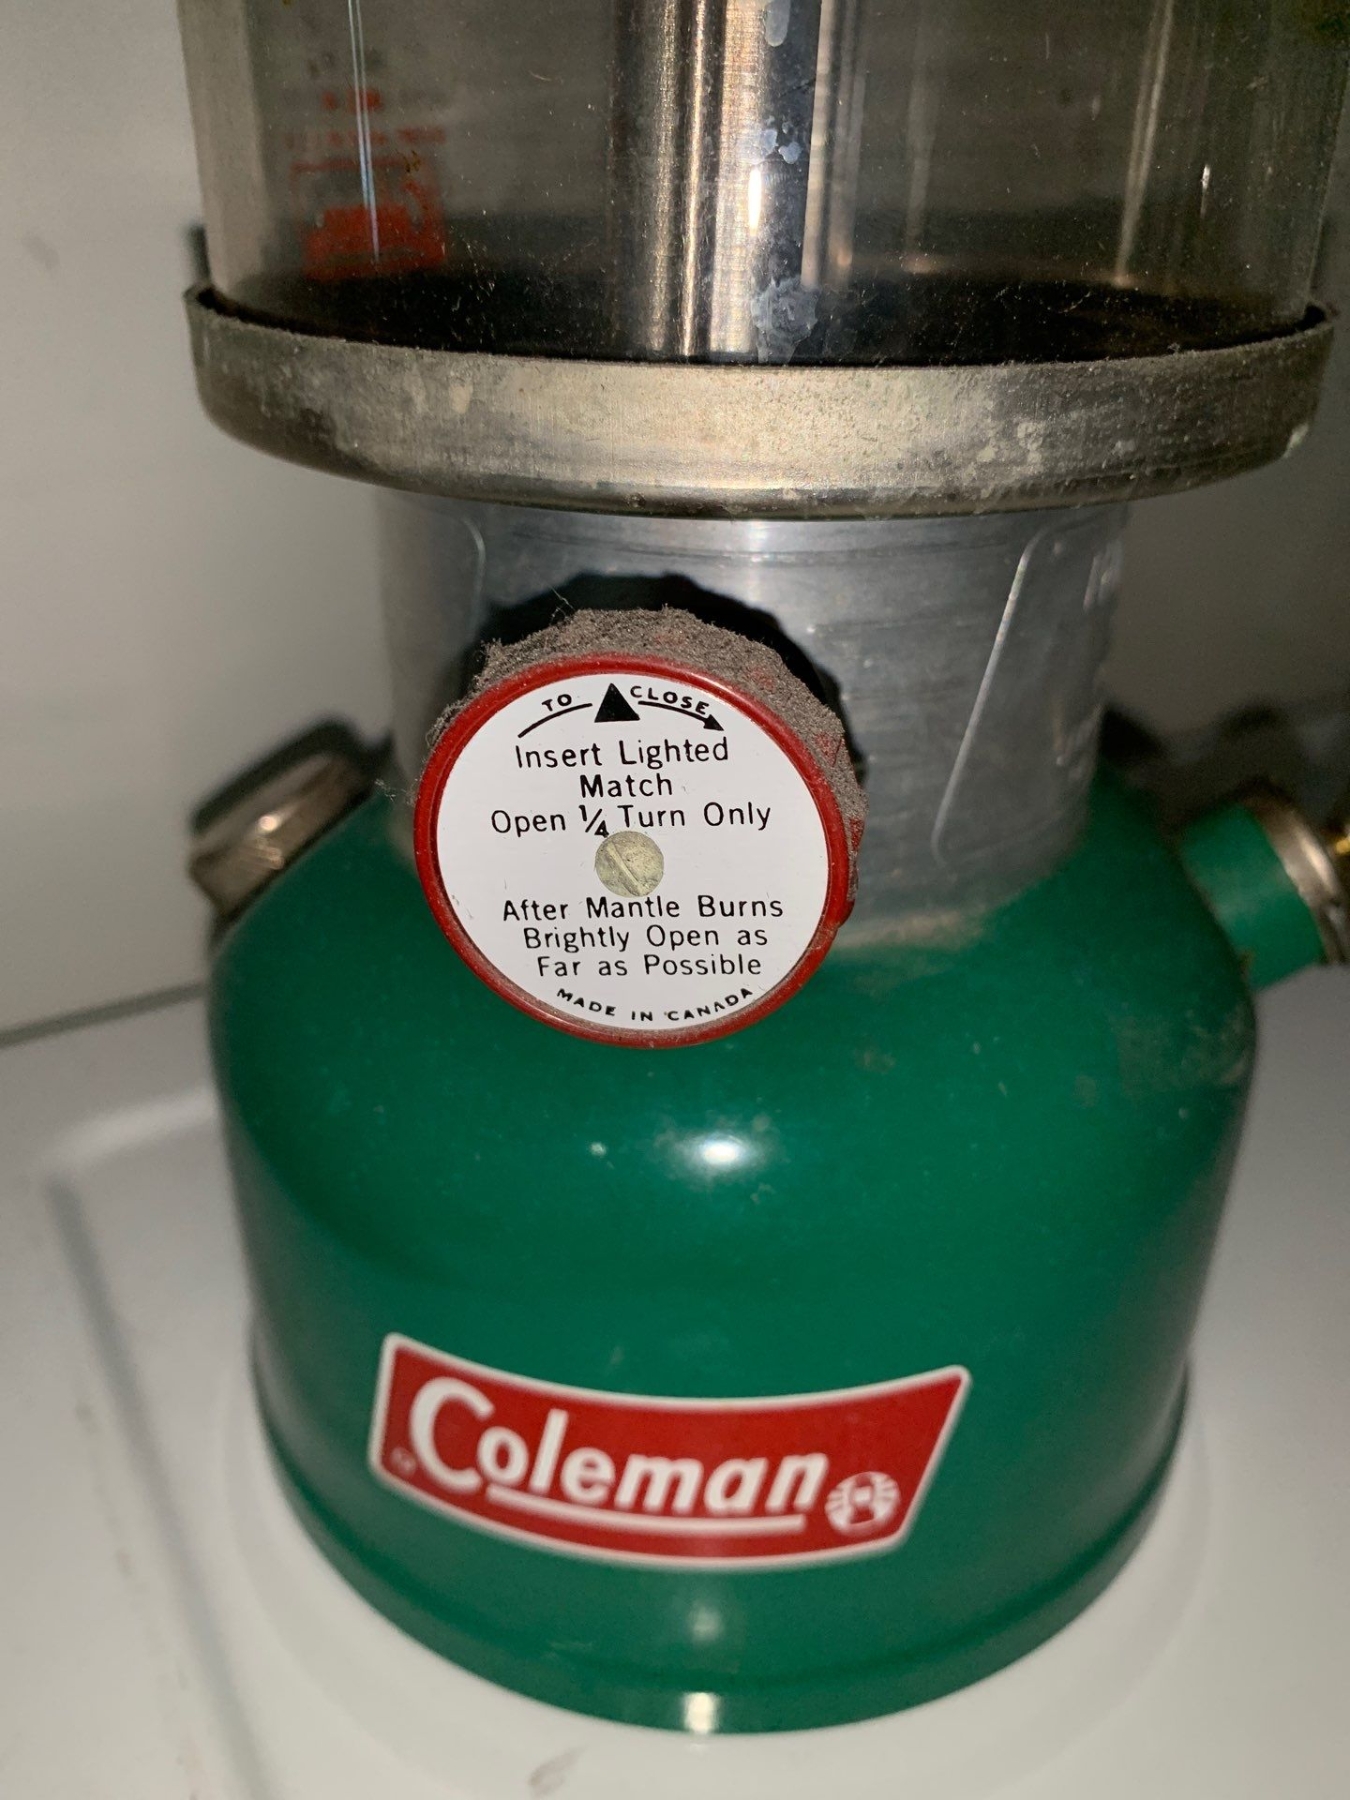 TO CLOSE
Insert Lighted
Match
Open ¼ Turn Only
After Mantle Burns
Brightly Open as
Far as Possible
MADE IN CANADA
Coleman